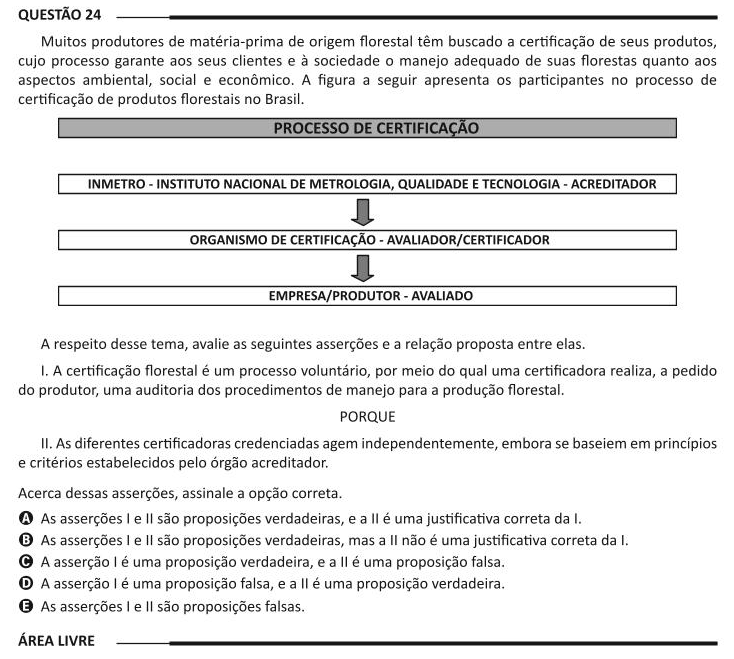 QUESTÃO 24
Muitos produtores de matéria-prima de origem florestal têm buscado a certificação de seus produtos,
cujo processo garante aos seus clientes e à sociedade o manejo adequado de suas florestas quanto aos
aspectos ambiental, social e econômico. A figura a seguir apresenta os participantes no processo de
certificação de produtos florestais no Brasil.
PROCESSO DE CERTIFICAÇÃO
INMETRO - INSTITUTO NACIONAL DE METROLOGIA, QUALIDADE E TECNOLOGIA - ACREDITADOR
ORGANISMO DE CERTIFICAÇÃO - AVALIADOR/CERTIFICADOR
EMPRESA/PRODUTOR - AVALIADO
A respeito desse tema, avalie as seguintes asserções e a relação proposta entre elas.
I. A certificação florestal é um processo voluntário, por meio do qual uma certificadora realiza, a pedido
do produtor, uma auditoria dos procedimentos de manejo para a produção florestal.
PORQUE
II. As diferentes certificadoras credenciadas agem independentemente, embora se baseiem em princípios
e critérios estabelecidos pelo órgão acreditador.
Acerca dessas asserções, assinale a opção correta.
A As asserções I e II são proposições verdadeiras, e a II é uma justificativa correta da I.
B As asserções I e II são proposições verdadeiras, mas a II não é uma justificativa correta da I.
C A asserção I é uma proposição verdadeira, e a II é uma proposição falsa.
D A asserção I é uma proposição falsa, e a II é uma proposição verdadeira.
E As asserções I e II são proposições falsas.
ÁREA LIVRE